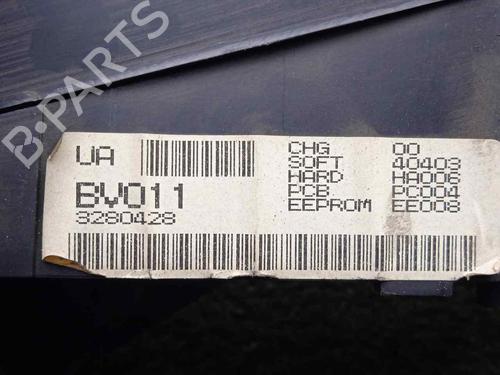 B-PARTS
UA
BV011
3280428
CHG 00
SOFT 40403
HARD HA006
PCB PC004
EEPROM EE008